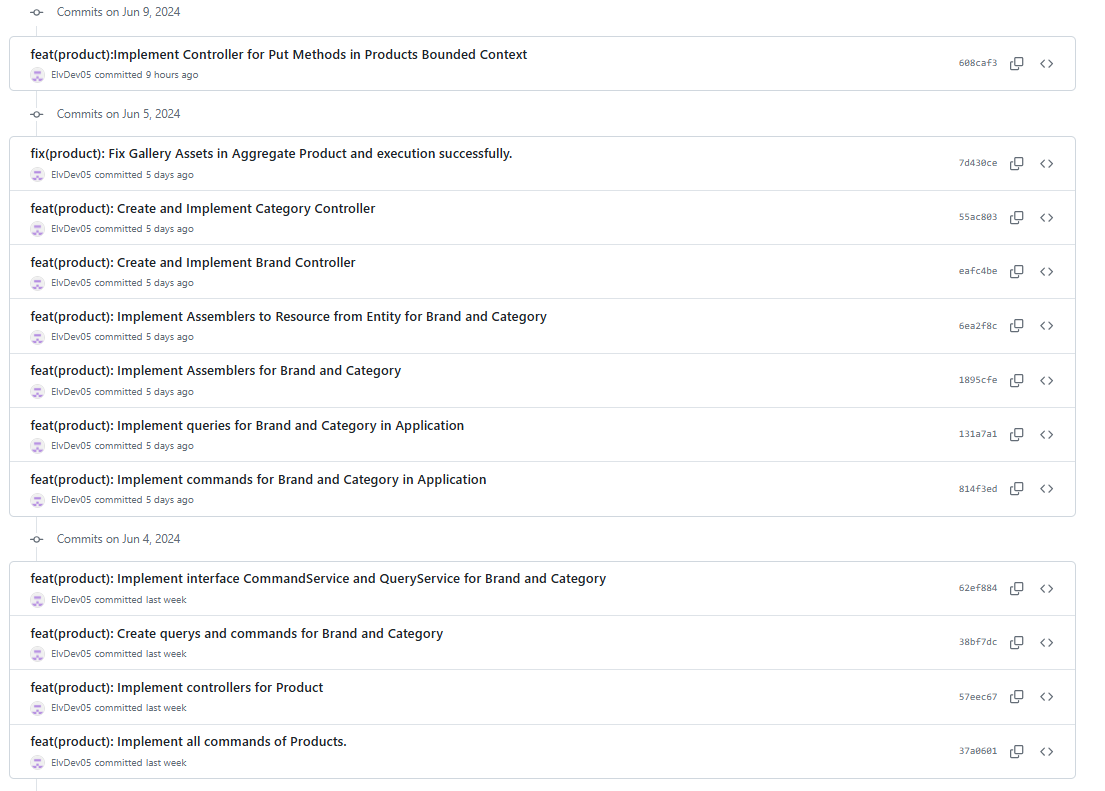 Commits on Jun 9, 2024
feat(product):Implement Controller for Put Methods in Products Bounded Context
ElvDev05 committed 9 hours ago
608caf3
Commits on Jun 5, 2024
fix(product): Fix Gallery Assets in Aggregate Product and execution successfully.
ElvDev05 committed 5 days ago
7d430ce
feat(product): Create and Implement Category Controller
ElvDev05 committed 5 days ago
55ac803
feat(product): Create and Implement Brand Controller
ElvDev05 committed 5 days ago
eafc4be
feat(product): Implement Assemblers to Resource from Entity for Brand and Category
ElvDev05 committed 5 days ago
6ea2f8c
feat(product): Implement Assemblers for Brand and Category
ElvDev05 committed 5 days ago
1895cfe
feat(product): Implement queries for Brand and Category in Application
ElvDev05 committed 5 days ago
131a7a1
feat(product): Implement commands for Brand and Category in Application
ElvDev05 committed 5 days ago
814f3ed
Commits on Jun 4, 2024
feat(product): Implement interface CommandService and QueryService for Brand and Category
ElvDev05 committed last week
62ef884
feat(product): Create querys and commands for Brand and Category
ElvDev05 committed last week
38bf7dc
feat(product): Implement controllers for Product
ElvDev05 committed last week
57eec67
feat(product): Implement all commands of Products.
ElvDev05 committed last week
37a0601